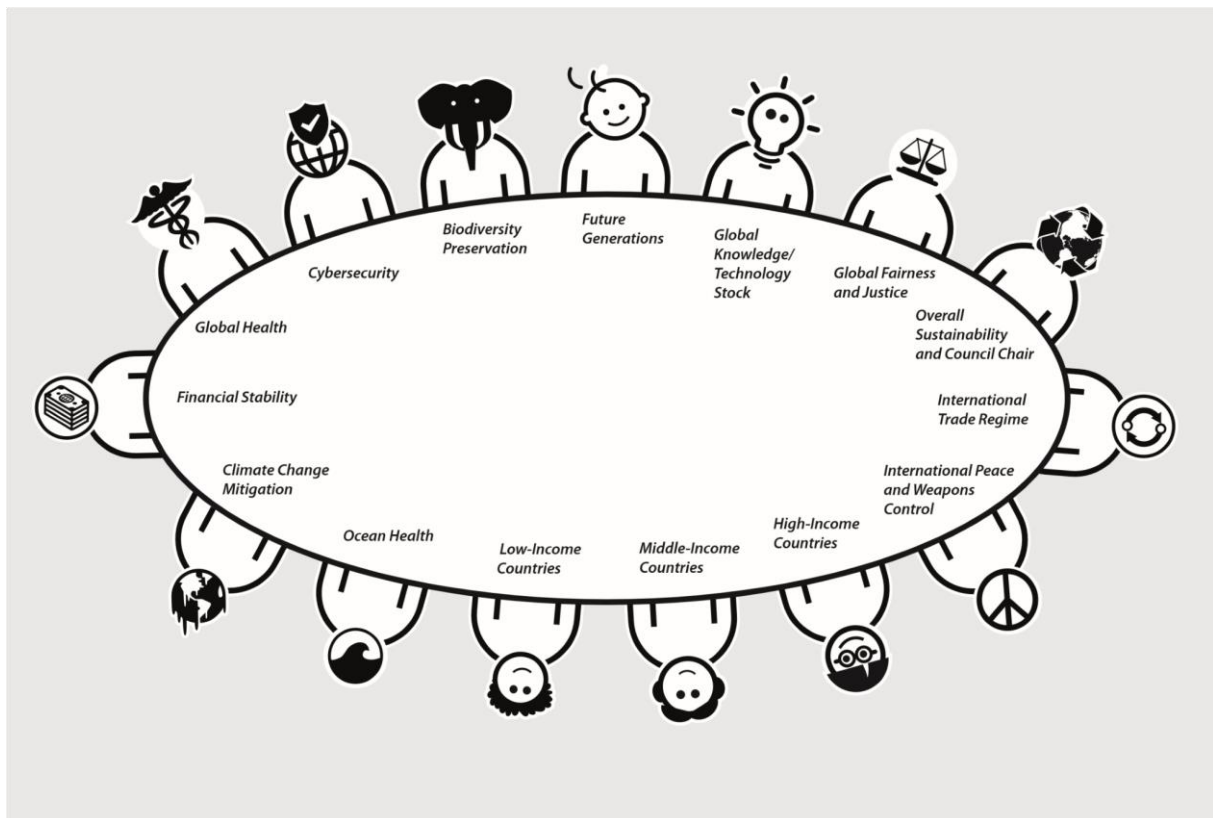 Biodiversity
Preservation
Future
Generations
Global
Knowledge/
Technology
Stock
Global Fairness
and Justice
Cybersecurity
Overall
Sustainability
and Council Chair
Global Health
Financial Stability
International
Trade Regime
Climate Change
Mitigation
International Peace
and Weapons
Control
Ocean Health
Low-Income
Countries
Middle-Income
Countries
High-Income
Countries